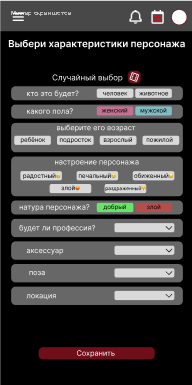 Выбери характеристики персонажа
Случайный выбор
кто это будет? человек животное
какого пола? женский мужской
выберите его возраст
ребёнок подросток взрослый пожилой
настроение персонажа
радостный печальный обиженный
злой раздраженный
натура персонажа? добрый злой
будет ли профессия?
аксессуар
поза
локация
Сохранить